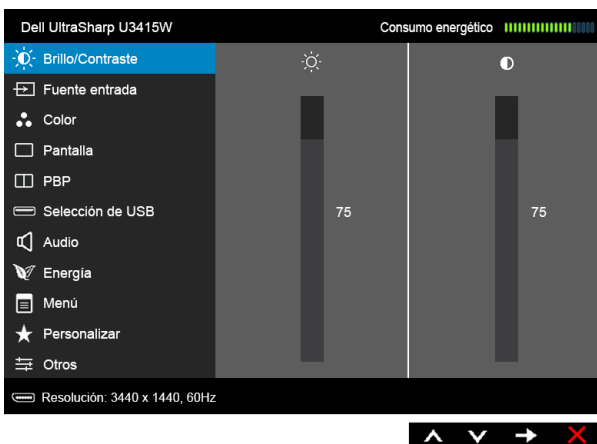 Dell UltraSharp U3415W
Consumo energético
Brillo/Contraste
Fuente entrada
Color
Pantalla
PBP
Selección de USB
75
75
Audio
Energía
Menú
Personalizar
Otros
Resolución: 3440 x 1440, 60Hz